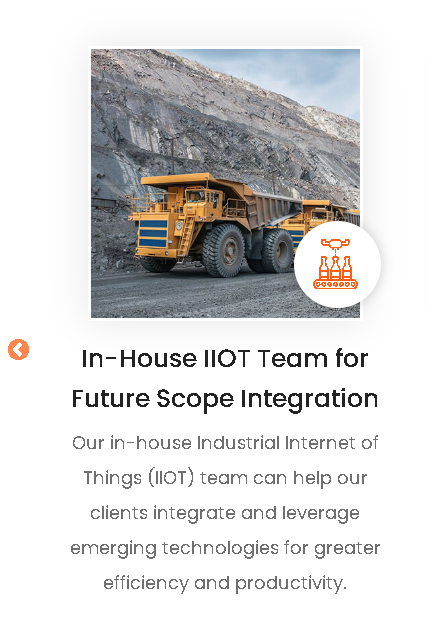 In-House IIOT Team for
Future Scope Integration
Our in-house Industrial Internet of
Things (IIOT) team can help our
clients integrate and leverage
emerging technologies for greater
efficiency and productivity.